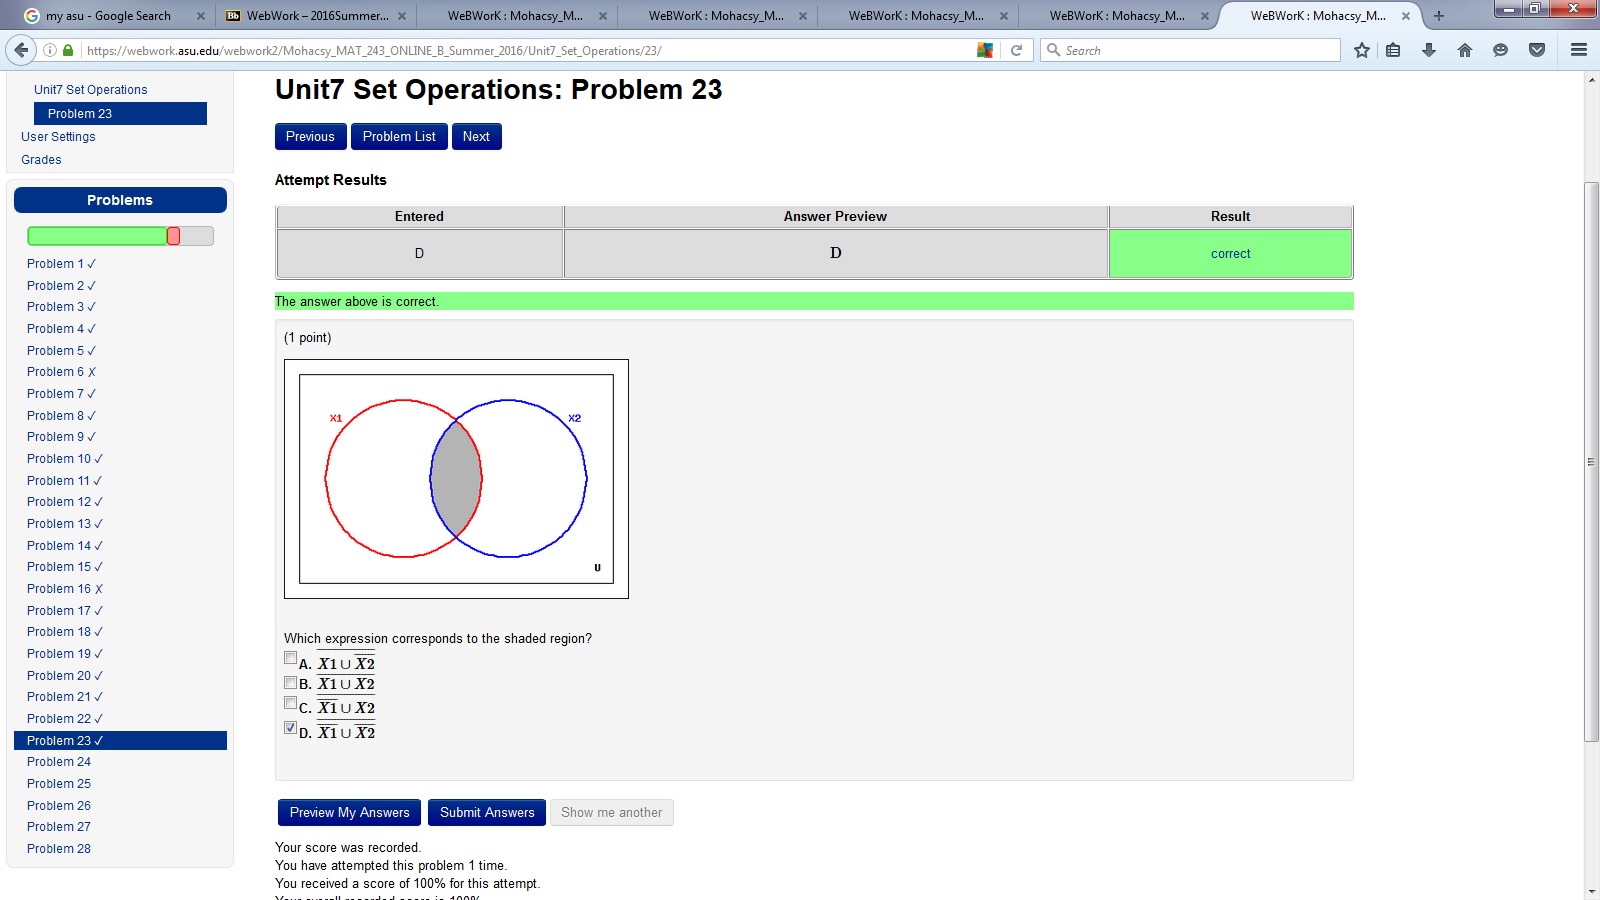 my asu - Google Search
Bb WebWork – 2016Summer...
WeBWorK : Mohacsy_M...
WeBWorK : Mohacsy_M...
WeBWorK : Mohacsy_M...
WeBWorK : Mohacsy_M...
WeBWorK : Mohacsy_M...
https://webwork.asu.edu/webwork2/Mohacsy_MAT_243_ONLINE_B_Summer_2016/Unit7_Set_Operations/23/
Search
Unit7 Set Operations
Problem 23
User Settings
Grades
Problems
Problem 1 ✓
Problem 2 ✓
Problem 3 ✓
Problem 4 ✓
Problem 5 ✓
Problem 6 ✗
Problem 7 ✓
Problem 8 ✓
Problem 9 ✓
Problem 10 ✓
Problem 11 ✓
Problem 12 ✓
Problem 13 ✓
Problem 14 ✓
Problem 15 ✓
Problem 16 ✗
Problem 17 ✓
Problem 18 ✓
Problem 19 ✓
Problem 20 ✓
Problem 21 ✓
Problem 22 ✓
Problem 23 ✓
Problem 24
Problem 25
Problem 26
Problem 27
Problem 28
Unit7 Set Operations: Problem 23
Previous Problem List Next
Attempt Results
Entered Answer Preview Result
D D correct
The answer above is correct.
(1 point)
X1 X2
U
Which expression corresponds to the shaded region?
A. $\overline{X1 \cup \overline{X2}}$
B. $\overline{X1 \cup X2}$
C. $\overline{\overline{X1} \cup X2}$
D. $\overline{\overline{X1} \cup \overline{X2}}$
Preview My Answers Submit Answers Show me another
Your score was recorded.
You have attempted this problem 1 time.
You received a score of 100% for this attempt.
Your overall recorded score is 100%.